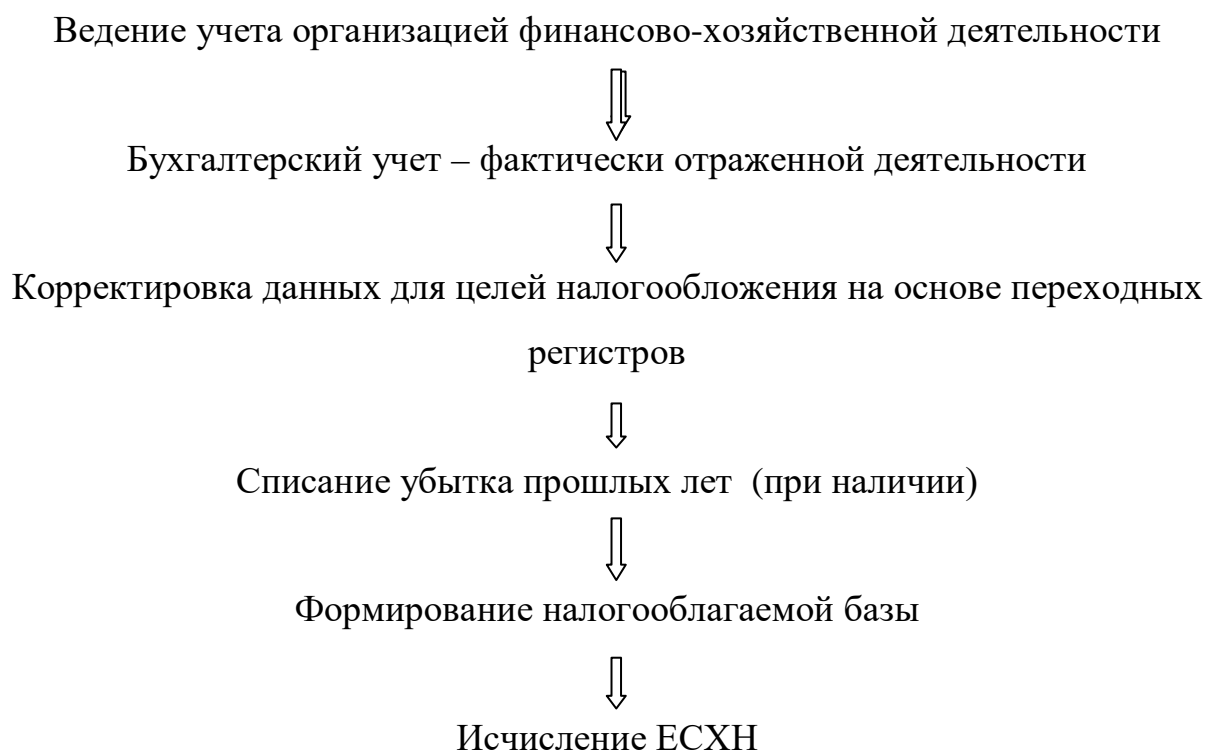 Ведение учета организацией финансово-хозяйственной деятельности
Бухгалтерский учет – фактически отраженной деятельности
Корректировка данных для целей налогообложения на основе переходных
регистров
Списание убытка прошлых лет (при наличии)
Формирование налогооблагаемой базы
Исчисление ЕСХН